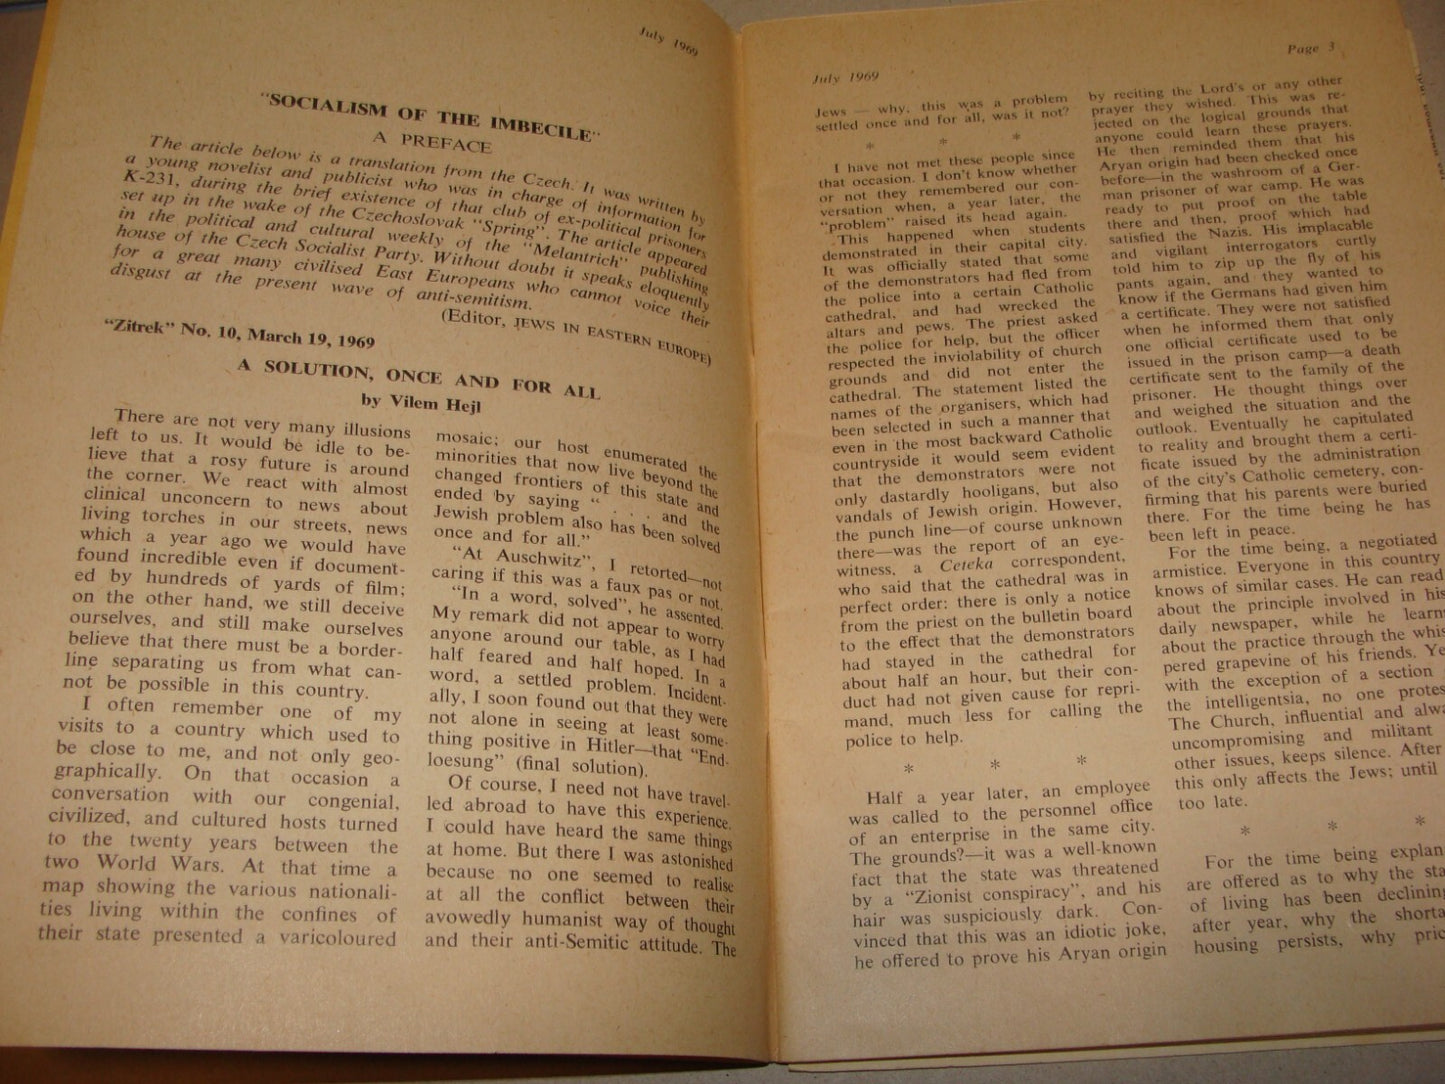 July 1969
"SOCIALISM OF THE IMBECILE"
A PREFACE
The article below is a translation from the Czech. It was written by
a young novelist and publicist who was in charge of information for
K-231, during the brief existence of that club of ex-political prisoners
set up in the wake of the Czechoslovak "Spring". The article appeared
in the political and cultural weekly of the "Melantrich" publishing
house of the Czech Socialist Party. Without doubt it speaks eloquently
for a great many civilised East Europeans who cannot voice their
disgust at the present wave of anti-semitism.
(Editor, JEWS IN EASTERN EUROPE)
"Zitrek" No. 10, March 19, 1969
A SOLUTION, ONCE AND FOR ALL
by Vilem Hejl
There are not very many illusions
left to us. It would be idle to be-
lieve that a rosy future is around
the corner. We react with almost
clinical unconcern to news about
living torches in our streets, news
which a year ago we would have
found incredible even if document-
ed by hundreds of yards of film;
on the other hand, we still deceive
ourselves, and still make ourselves
believe that there must be a border-
line separating us from what can-
not be possible in this country.
I often remember one of my
visits to a country which used to
be close to me, and not only geo-
graphically. On that occasion a
conversation with our congenial,
civilized, and cultured hosts turned
to the twenty years between the
two World Wars. At that time a
map showing the various nationali-
ties living within the confines of
their state presented a varicoloured
mosaic; our host enumerated the
minorities that now live beyond the
changed frontiers of this state and
ended by saying " . . . and the
Jewish problem also has been solved
once and for all."
"At Auschwitz", I retorted—not
caring if this was a faux pas or not.
"In a word, solved", he assented.
My remark did not appear to worry
anyone around our table, as I had
half feared and half hoped. In a
word, a settled problem. Incident-
ally, I soon found out that they were
not alone in seeing at least some-
thing positive in Hitler—that "End-
loesung" (final solution).
Of course, I need not have travel-
led abroad to have this experience.
I could have heard the same things
at home. But there I was astonished
because no one seemed to realise
at all the conflict between their
avowedly humanist way of thought
and their anti-Semitic attitude. The
July 1969
Page 3
Jews — why, this was a problem
settled once and for all, was it not?
* * *
I have not met these people since
that occasion. I don't know whether
or not they remembered our con-
versation when, a year later, the
"problem" raised its head again.
This happened when students
demonstrated in their capital city.
It was officially stated that some
of the demonstrators had fled from
the police into a certain Catholic
cathedral, and had wrecked the
altars and pews. The priest asked
the police for help, but the officer
respected the inviolability of church
grounds and did not enter the
cathedral. The statement listed the
names of the organisers, which had
been selected in such a manner that
even in the most backward Catholic
countryside it would seem evident
that the demonstrators were not
only dastardly hooligans, but also
vandals of Jewish origin. However,
the punch line—of course unknown
there—was the report of an eye-
witness, a Ceteka correspondent,
who said that the cathedral was in
perfect order: there is only a notice
from the priest on the bulletin board
to the effect that the demonstrators
had stayed in the cathedral for
about half an hour, but their con-
duct had not given cause for repri-
mand, much less for calling the
police to help.
* * *
Half a year later, an employee
was called to the personnel office
of an enterprise in the same city.
The grounds?—it was a well-known
fact that the state was threatened
by a "Zionist conspiracy", and his
hair was suspiciously dark. Con-
vinced that this was an idiotic joke,
he offered to prove his Aryan origin
by reciting the Lord's or any other
prayer they wished. This was re-
jected on the logical grounds that
anyone could learn these prayers.
He then reminded them that his
Aryan origin had been checked once
before—in the washroom of a Ger-
man prisoner of war camp. He was
ready to put proof on the table
there and then, proof which had
satisfied the Nazis. His implacable
and vigilant interrogators curtly
told him to zip up the fly of his
pants again, and they wanted to
know if the Germans had given him
a certificate. They were not satisfied
when he informed them that only
one official certificate used to be
issued in the prison camp—a death
certificate sent to the family of the
prisoner. He thought things over
and weighed the situation and the
outlook. Eventually he capitulated
to reality and brought them a certi-
ficate issued by the administration
of the city's Catholic cemetery, con-
firming that his parents were buried
there. For the time being he has
been left in peace.
For the time being, a negotiated
armistice. Everyone in this country
knows of similar cases. He can read
about the principle involved in his
daily newspaper, while he learn
about the practice through the whis
pered grapevine of his friends. Ye
with the exception of a section
the intelligentsia, no one protes
The Church, influential and alwa
uncompromising and militant
other issues, keeps silence. After
this only affects the Jews; until
too late.
* * *
For the time being explan
are offered as to why the sta
of living has been declining
after year, why the shorta
housing persists, why pric